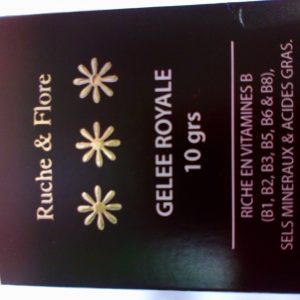 Ruche & Flore
GELEE ROYALE
10 grs
RICHE EN VITAMINES B
(B1, B2, B3, B5, B6 & B8),
SELS MINERAUX & ACIDES GRAS.